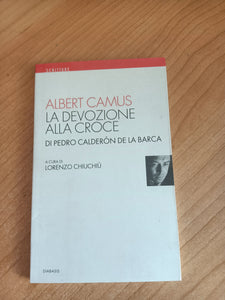 SCRITTURE
ALBERT CAMUS
LA DEVOZIONE
ALLA CROCE
DI PEDRO CALDERÓN DE LA BARCA
A CURA DI
LORENZO CHIUCHIÙ
DIABASIS